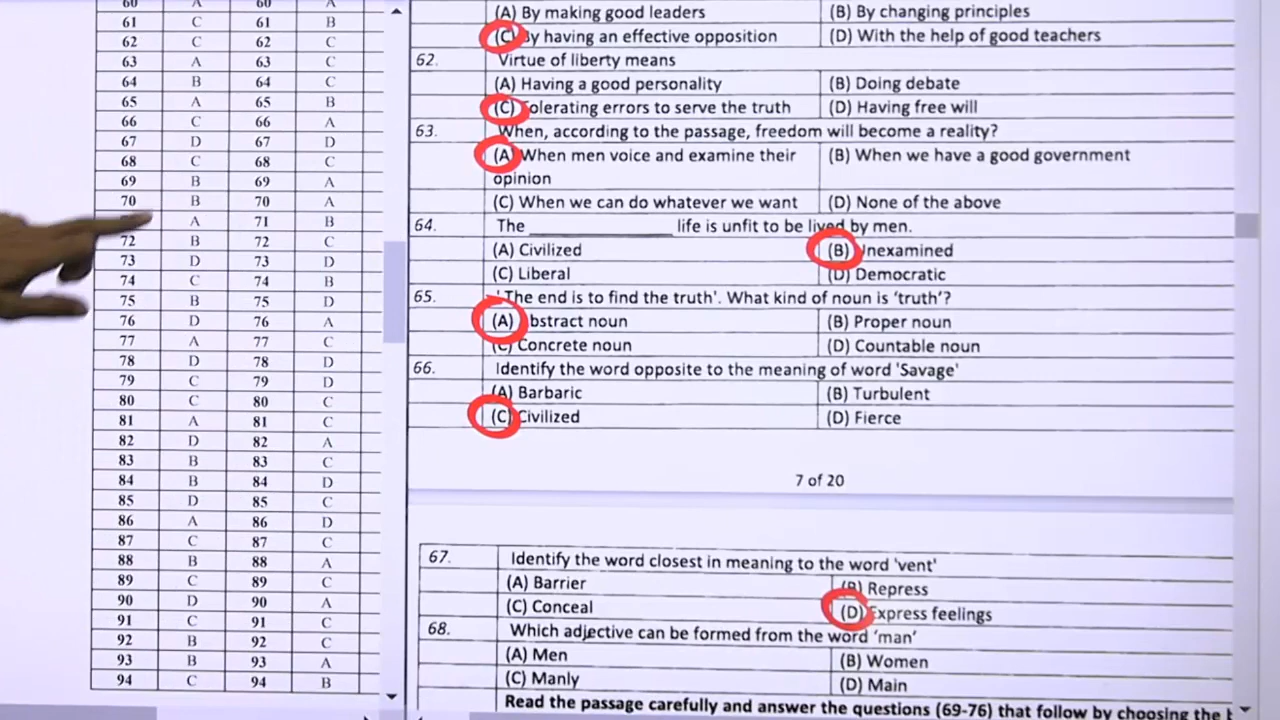 60 A 60 A
61 C 61 B
62 C 62 C
63 A 63 C
64 B 64 C
65 A 65 B
66 C 66 A
67 D 67 D
68 C 68 C
69 B 69 A
70 B 70 A
A 71 B
72 B 72 C
73 D 73 D
74 C 74 B
75 B 75 D
76 D 76 A
77 A 77 C
78 D 78 D
79 C 79 D
80 C 80 C
81 A 81 C
82 D 82 A
83 B 83 C
84 B 84 D
85 D 85 C
86 A 86 D
87 C 87 C
88 B 88 A
89 C 89 C
90 D 90 A
91 C 91 C
92 B 92 C
93 B 93 A
94 C 94 B
(A) By making good leaders (B) By changing principles
(C) By having an effective opposition (D) With the help of good teachers
62. Virtue of liberty means
(A) Having a good personality (B) Doing debate
(C) Tolerating errors to serve the truth (D) Having free will
63. When, according to the passage, freedom will become a reality?
(A) When men voice and examine their (B) When we have a good government
opinion
(C) When we can do whatever we want (D) None of the above
64. The ______________ life is unfit to be lived by men.
(A) Civilized (B) Unexamined
(C) Liberal (D) Democratic
65. 'The end is to find the truth'. What kind of noun is ‘truth’?
(A) Abstract noun (B) Proper noun
(C) Concrete noun (D) Countable noun
66. Identify the word opposite to the meaning of word 'Savage'
(A) Barbaric (B) Turbulent
(C) Civilized (D) Fierce
7 of 20
67. Identify the word closest in meaning to the word 'vent'
(A) Barrier (B) Repress
(C) Conceal (D) Express feelings
68. Which adjective can be formed from the word ‘man’
(A) Men (B) Women
(C) Manly (D) Main
Read the passage carefully and answer the questions (69-76) that follow by choosing the